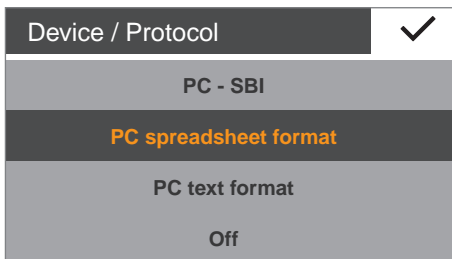 Device / Protocol
PC - SBI
PC spreadsheet format
PC text format
Off